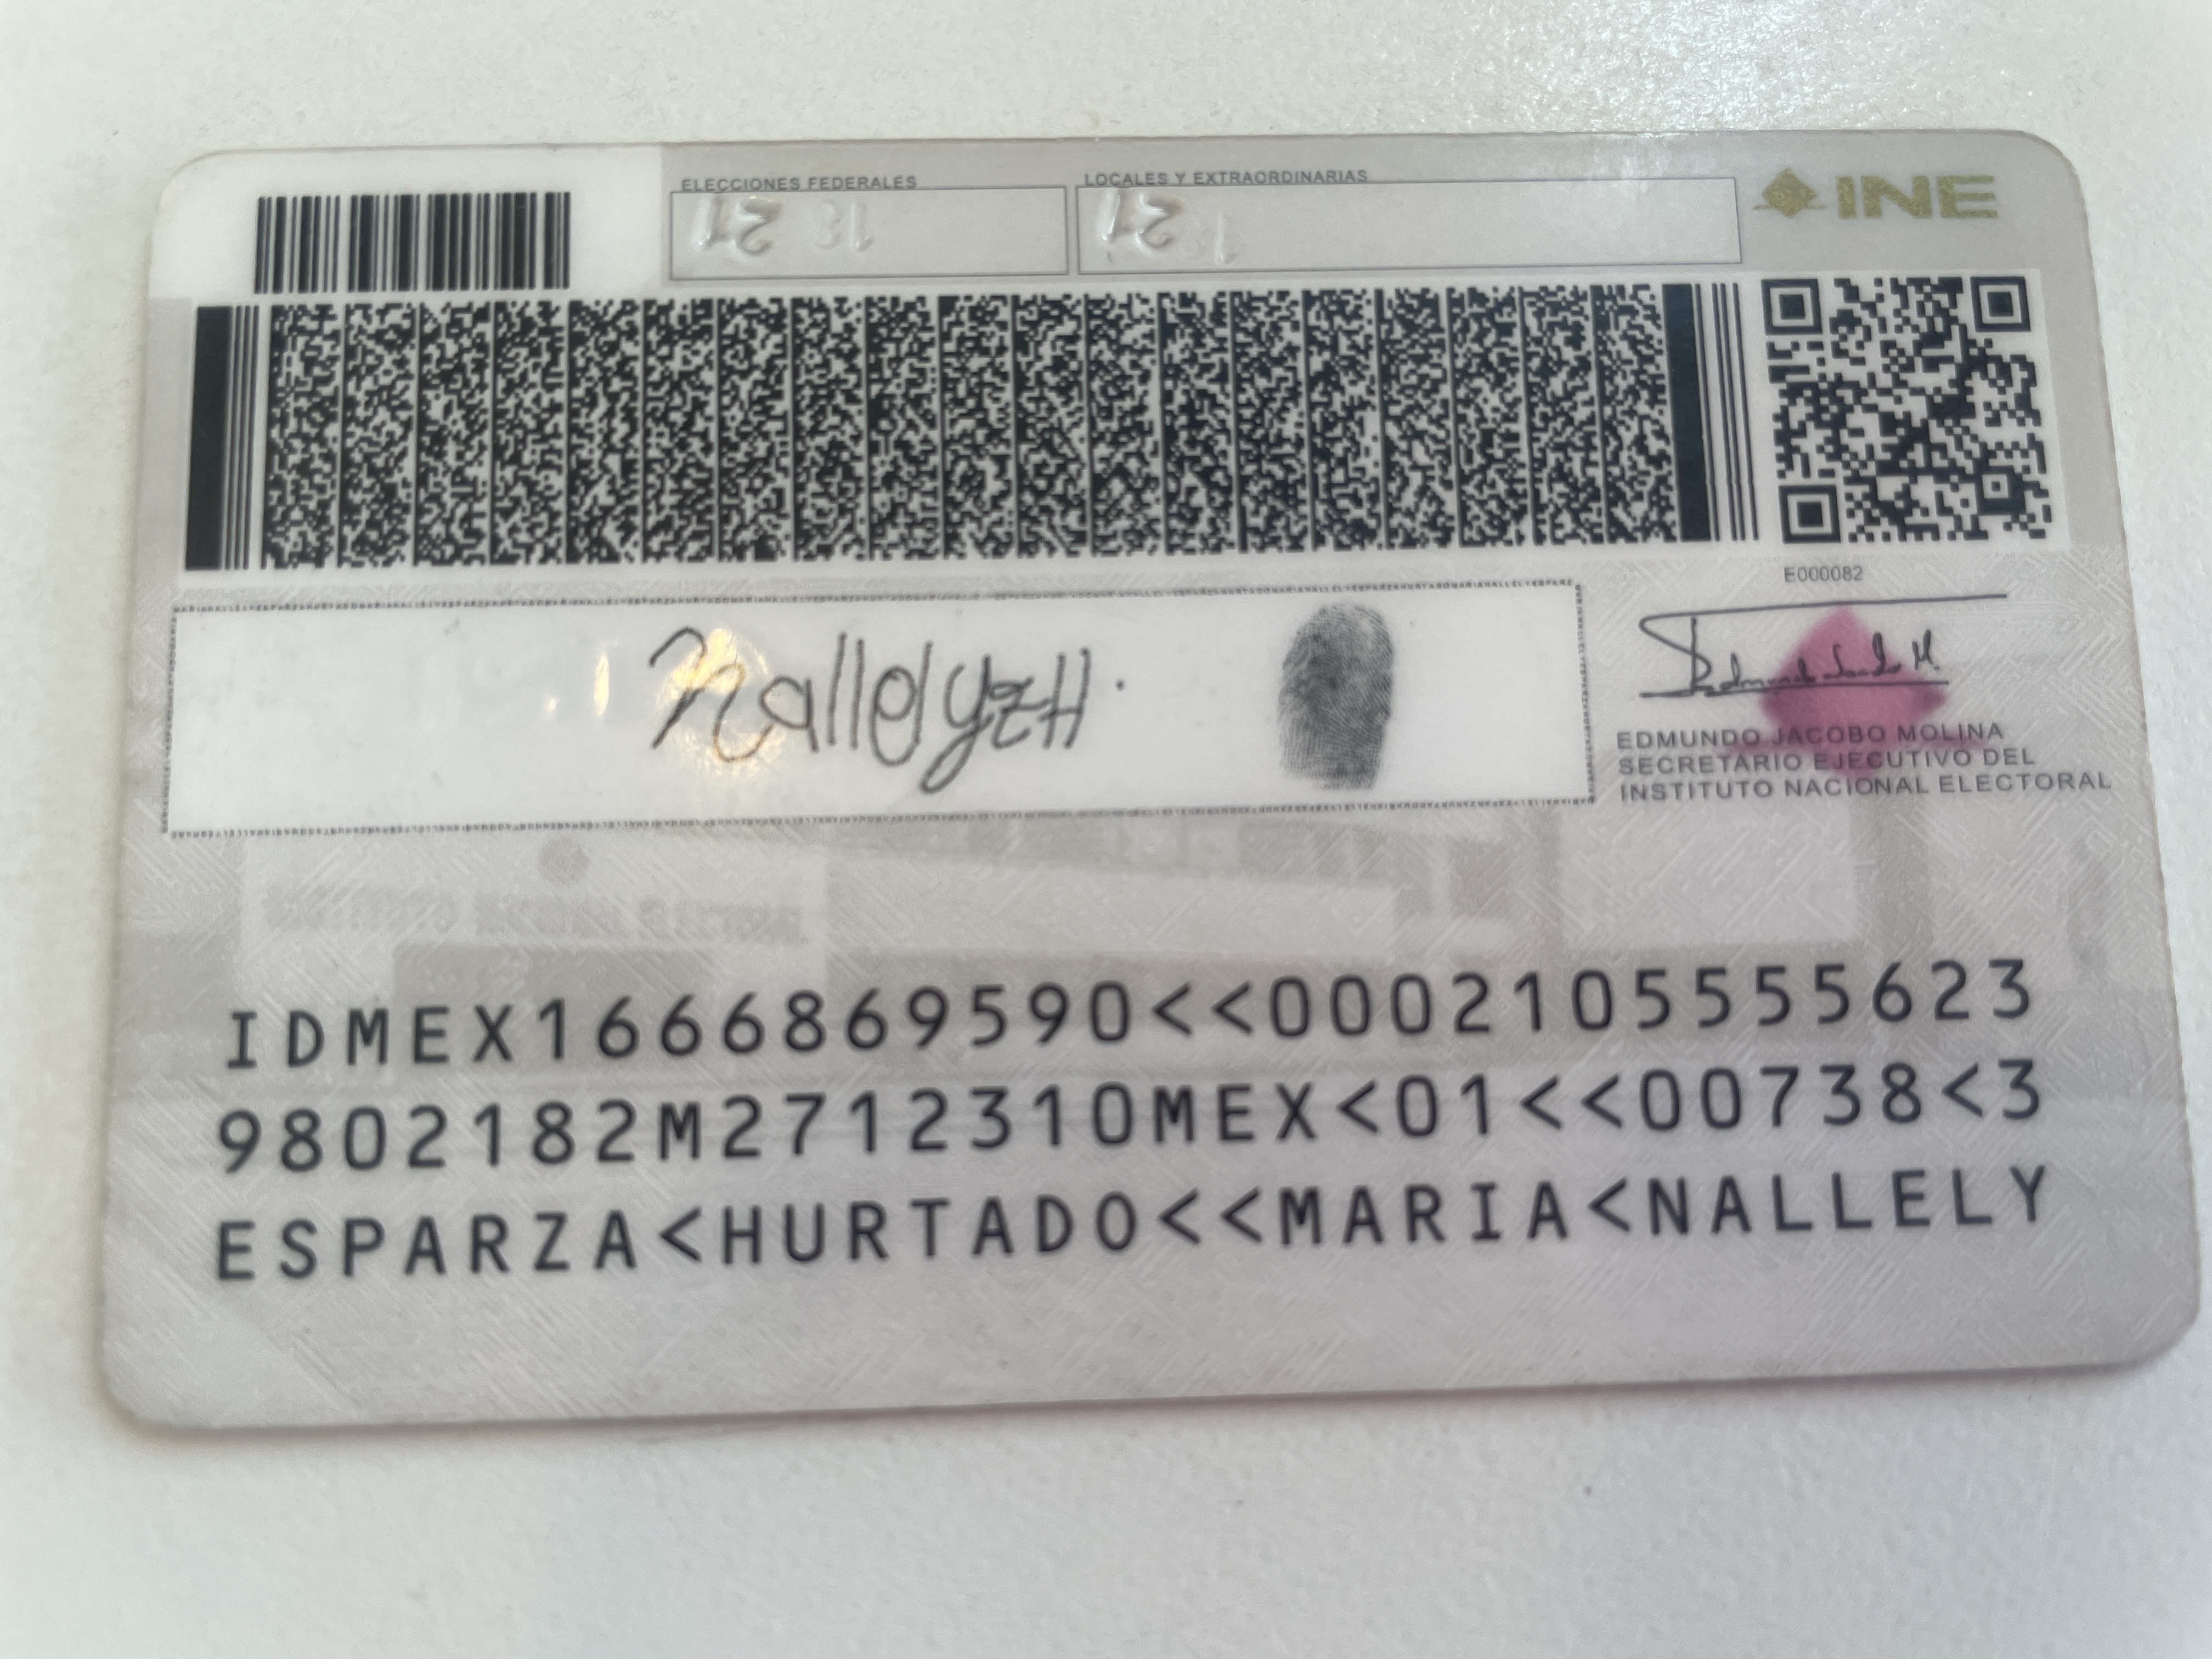 ELECCIONES FEDERALES
LOCALES Y EXTRAORDINARIAS
INE
E000082
Nallely
EDMUNDO JACOBO MOLINA
SECRETARIO EJECUTIVO DEL
INSTITUTO NACIONAL ELECTORAL
IDMEX1666869590<<0002105555623
9802182M2712310MEX<01<<00738<3
ESPARZA<HURTADO<<MARIA<NALLELY